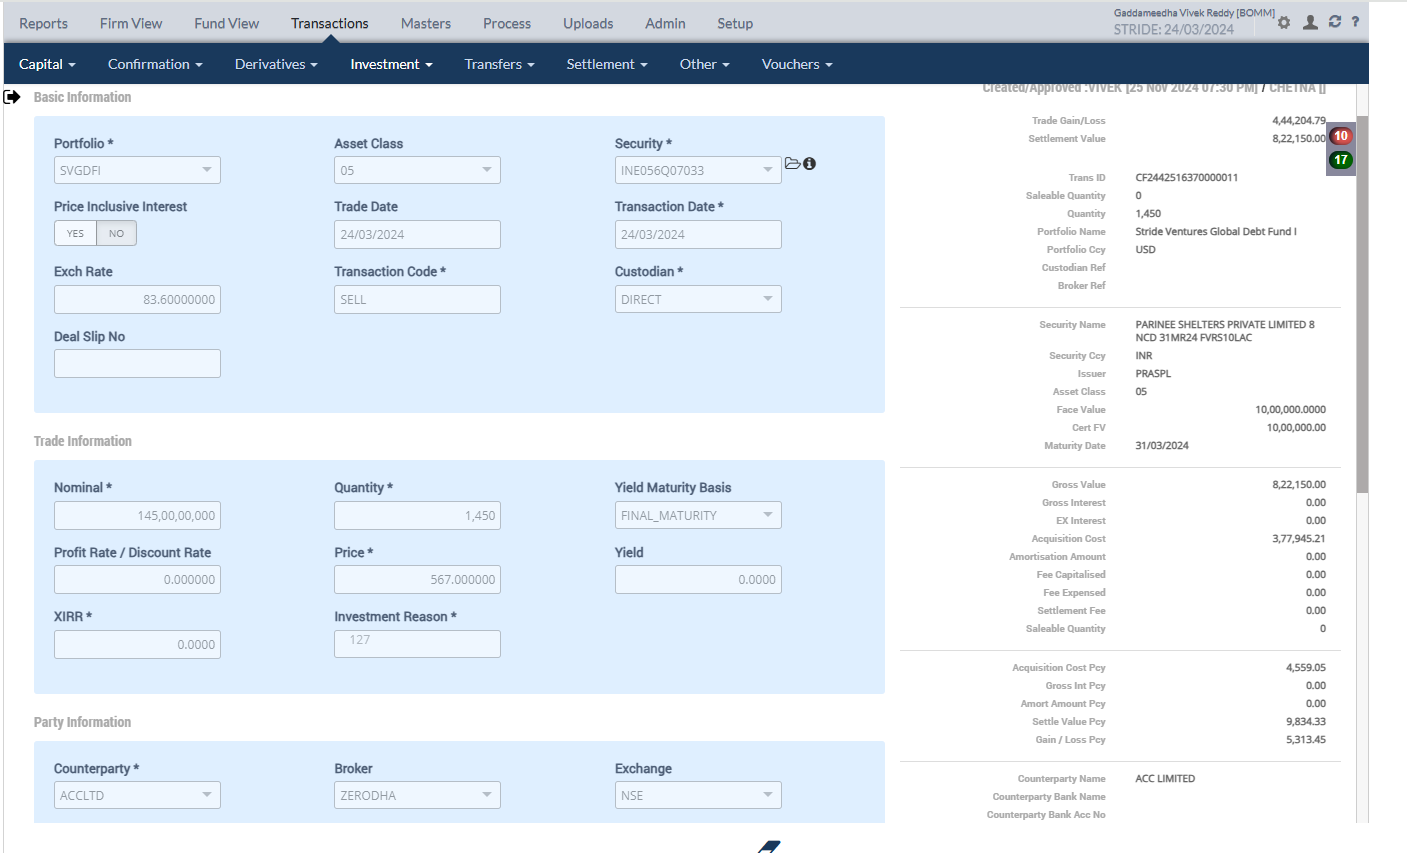 Reports Firm View Fund View Transactions Masters Process Uploads Admin Setup
Gaddameedha Vivek Reddy [BOMM]
STRIDE: 24/03/2024
?
Capital Confirmation Derivatives Investment Transfers Settlement Other Vouchers
Basic Information
Portfolio * Asset Class Security *
SVGDFI 05 INE056Q07033
Price Inclusive Interest Trade Date Transaction Date *
YES NO 24/03/2024 24/03/2024
Exch Rate Transaction Code * Custodian *
83.60000000 SELL DIRECT
Deal Slip No
Trade Information
Nominal * Quantity * Yield Maturity Basis
145,00,00,000 1,450 FINAL_MATURITY
Profit Rate / Discount Rate Price * Yield
0.000000 567.000000 0.0000
XIRR * Investment Reason *
0.0000 127
Party Information
Counterparty * Broker Exchange
ACCLTD ZERODHA NSE
Created/Approved :VIVEK [25 Nov 2024 07:30 PM] / CHETNA []
Trade Gain/Loss 4,44,204.79
Settlement Value 8,22,150.00
10
17
Trans ID CF2442516370000011
Saleable Quantity 0
Quantity 1,450
Portfolio Name Stride Ventures Global Debt Fund I
Portfolio Ccy USD
Custodian Ref
Broker Ref
Security Name PARINEE SHELTERS PRIVATE LIMITED 8
NCD 31MR24 FVRS10LAC
Security Ccy INR
Issuer PRASPL
Asset Class 05
Face Value 10,00,000.0000
Cert FV 10,00,000.00
Maturity Date 31/03/2024
Gross Value 8,22,150.00
Gross Interest 0.00
EX Interest 0.00
Acquisition Cost 3,77,945.21
Amortisation Amount 0.00
Fee Capitalised 0.00
Fee Expensed 0.00
Settlement Fee 0.00
Saleable Quantity 0
Acquisition Cost Pcy 4,559.05
Gross Int Pcy 0.00
Amort Amount Pcy 0.00
Settle Value Pcy 9,834.33
Gain / Loss Pcy 5,313.45
Counterparty Name ACC LIMITED
Counterparty Bank Name
Counterparty Bank Acc No